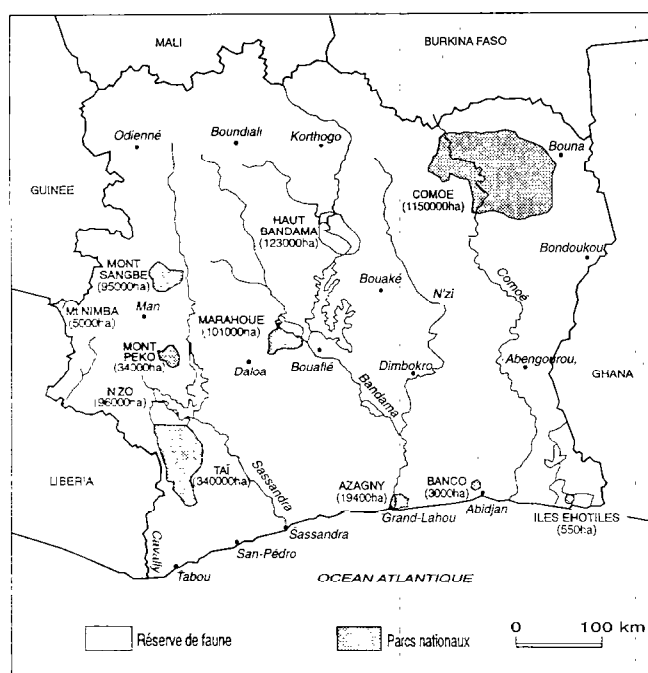 MALI
BURKINA FASO
Odienné
Boundiali
Korthogo
Bouna
GUINEE
COMOE
(1150000ha)
HAUT
BANDAMA
(123000ha)
Bondoukou
MONT
SANGBE
(95000ha)
Bouaké
N'zi
Comoé
Mt NIMBA
(5000ha)
Man
MARAHOUE
(101000ha)
MONT
PEKO
(34000ha)
Daloa
Bouaflé
Dimbokro
Abengourou,
GHANA
N'ZO
(96000ha)
Bandama
LIBERIA
TAÏ
(340000ha)
Sassandra
AZAGNY
(19400ha)
BANCO
(3000ha)
Grand-Lahou
Abidjan
ILES EHOTILES
(550ha)
Sassandra
San-Pédro
Cavally
Tabou
OCEAN ATLANTIQUE
Réserve de faune
Parcs nationaux
0 100 km